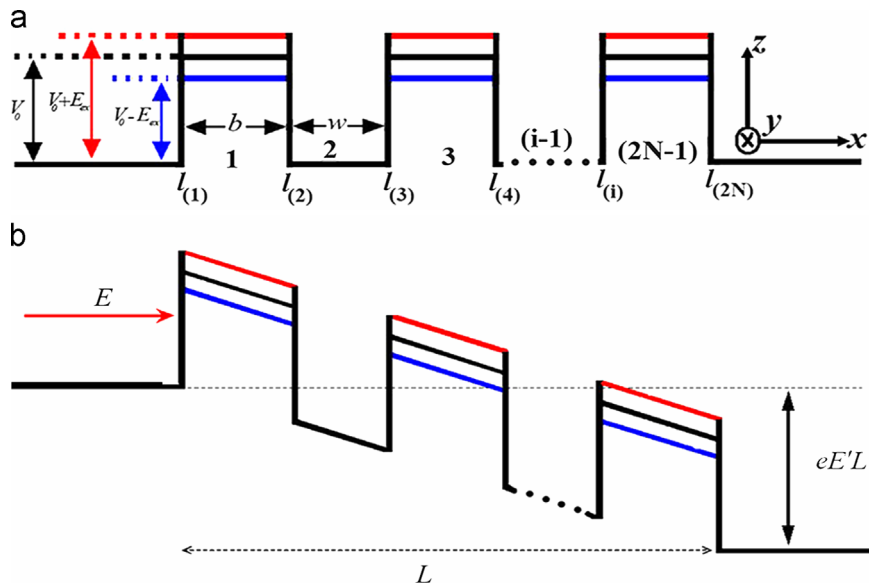 a
V₀
V₀+Eₑₓ
V₀-Eₑₓ
b
w
1
2
3
(i-1)
(2N-1)
z
y
x
l(1)
l(2)
l(3)
l(4)
l(i)
l(2N)
b
E
eE'L
L